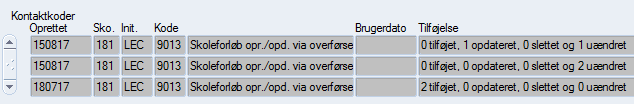 Kontaktkoder
Oprettet Sko. Init. Kode Brugerdato Tilføjelse
150817 181 LEC 9013 Skoleforløb opr./opd. via overførse 0 tilføjet, 1 opdateret, 0 slettet og 1 uændret
150817 181 LEC 9013 Skoleforløb opr./opd. via overførse 0 tilføjet, 0 opdateret, 0 slettet og 2 uændret
180717 181 LEC 9013 Skoleforløb opr./opd. via overførse 2 tilføjet, 0 opdateret, 0 slettet og 0 uændret